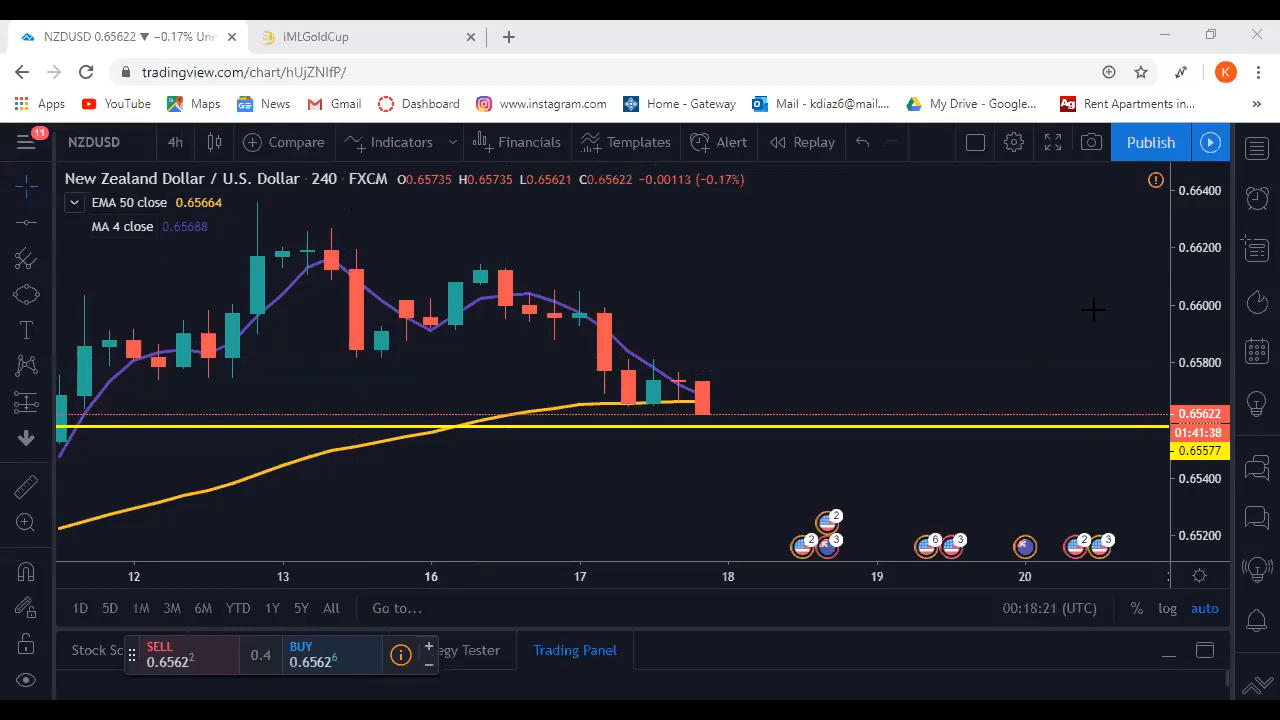 NZDUSD 0.65622 ▼ −0.17% Unn
iMLGoldCup
tradingview.com/chart/hUjZNIfP/
K
Apps YouTube Maps News Gmail Dashboard www.instagram.com Home - Gateway Mail - kalaz6@mail.... My Drive - Google... Rent Apartments in... »
11
NZDUSD 4h Compare Indicators Financials Templates Alert Replay Publish
New Zealand Dollar / U.S. Dollar · 240 · FXCM O0.65735 H0.65735 L0.65621 C0.65622 −0.00113 (−0.17%)
EMA 50 close 0.65664
MA 4 close 0.65688
0.66400
0.66200
0.66000
0.65800
0.65622
01:41:38
0.65577
0.65400
0.65200
2
2 3 6 3 2 3
12 13 16 17 18 19 20
1D 5D 1M 3M 6M YTD 1Y 5Y All Go to... 00:18:21 (UTC) % log auto
Stock Sc egy Tester Trading Panel
SELL
0.65622
0.4
BUY
0.65626